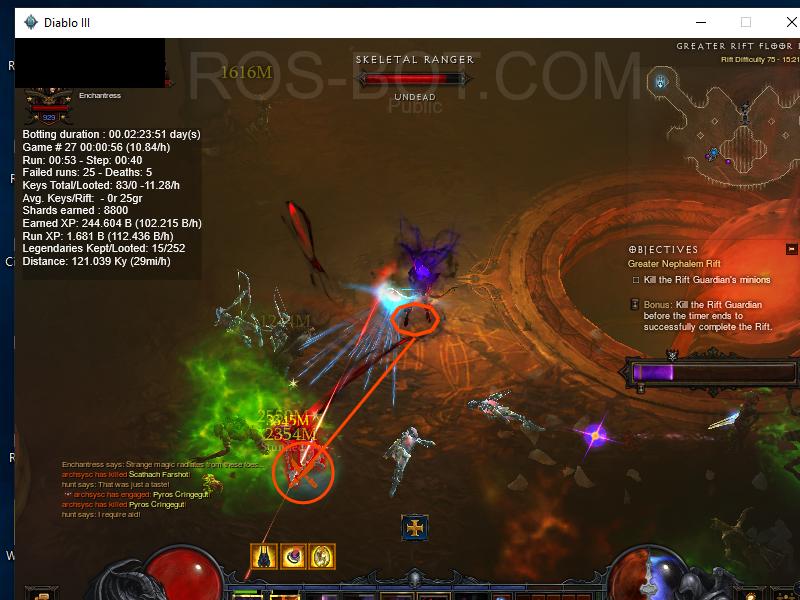 Diablo III
ROS-BOT.COM
Public
1616M
SKELETAL RANGER
UNDEAD
GREATER RIFT FLOOR
Rift Difficulty 75 - 15:21
Enchantress
929
Botting duration : 00.02:23:51 day(s)
Game # 27 00:00:56 (10.84/h)
Run: 00:53 - Step: 00:40
Failed runs: 25 - Deaths: 5
Keys Total/Looted: 83/0 -11.28/h
Avg. Keys/Rift:  - 0r 25gr
Shards earned : 8800
Earned XP: 244.604 B (102.215 B/h)
Run XP: 1.681 B (112.436 B/h)
Legendaries Kept/Looted: 15/252
Distance: 121.039 Ky (29mi/h)
OBJECTIVES
Greater Nephalem Rift
Kill the Rift Guardian's minions
Bonus: Kill the Rift Guardian
before the timer ends to
successfully complete the Rift.
2354M
Enchantress says: Strange magic radiates from these foes...
archsysc has killed Scathach Farshot!
hunt says: That was just a taste!
archsysc has engaged: Pyros Cringegut!
archsysc has killed Pyros Cringegut!
hunt says: I require aid!